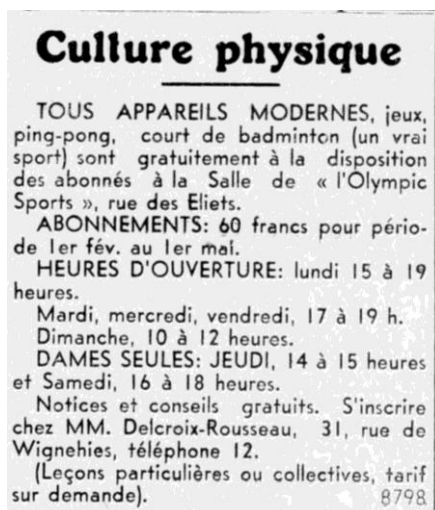 Culture physique
TOUS APPAREILS MODERNES, jeux,
ping-pong, court de badminton (un vrai
sport) sont gratuitement à la disposition
des abonnés à la Salle de « l'Olympic
Sports », rue des Eliets.
ABONNEMENTS: 60 francs pour pério-
de 1er fév. au 1er mai.
HEURES D'OUVERTURE: lundi 15 à 19
heures.
Mardi, mercredi, vendredi, 17 à 19 h.
Dimanche, 10 à 12 heures.
DAMES SEULES: JEUDI, 14 à 15 heures
et Samedi, 16 à 18 heures.
Notices et conseils gratuits. S'inscrire
chez MM. Delcroix-Rousseau, 31, rue de
Wignehies, téléphone 12.
(Leçons particulières ou collectives, tarif
sur demande). 8798